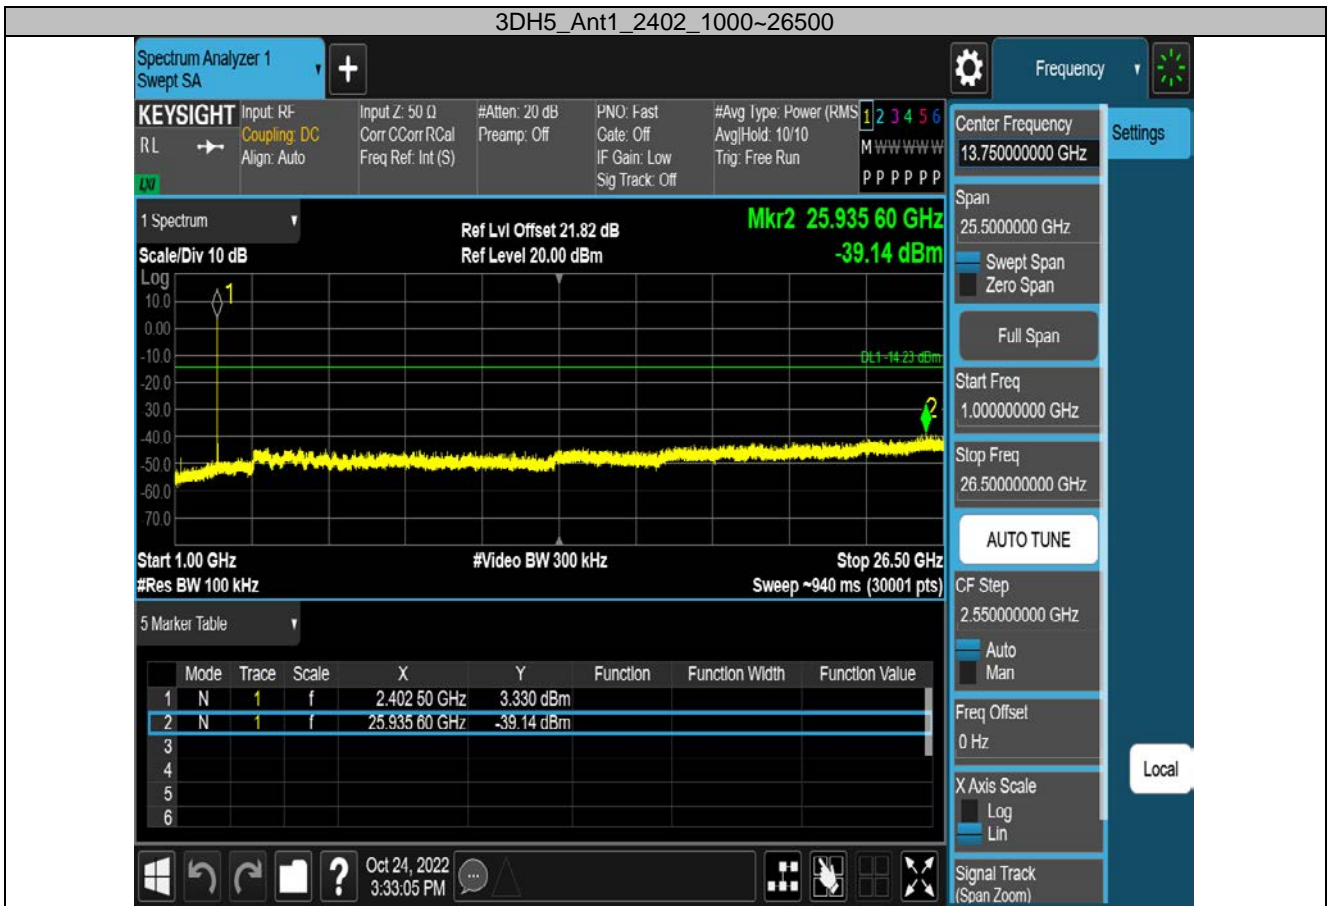 3DH5_Ant1_2402_1000~26500
Spectrum Analyzer 1
Swept SA
+
Frequency
KEYSIGHT
RL
LXI
Input: RF
Coupling: DC
Align: Auto
Input Z: 50 Ω
Corr CCorr RCal
Freq Ref: Int (S)
#Atten: 20 dB
Preamp: Off
PNO: Fast
Gate: Off
IF Gain: Low
Sig Track: Off
#Avg Type: Power (RMS
Avg|Hold: 10/10
Trig: Free Run
1 2 3 4 5 6
M W W W W W
P P P P P P
1 Spectrum
Scale/Div 10 dB
Ref Lvl Offset 21.82 dB
Ref Level 20.00 dBm
Mkr2 25.935 60 GHz
-39.14 dBm
Log
10.0
0.00
-10.0
-20.0
-30.0
-40.0
-50.0
-60.0
-70.0
1
DL1 -14.23 dBm
2
Start 1.00 GHz
#Video BW 300 kHz
Stop 26.50 GHz
#Res BW 100 kHz
Sweep ~940 ms (30001 pts)
5 Marker Table
Mode Trace Scale X Y Function Function Width Function Value
1 N 1 f 2.402 50 GHz 3.330 dBm
2 N 1 f 25.935 60 GHz -39.14 dBm
3
4
5
6
?
Oct 24, 2022
3:33:05 PM
Center Frequency
13.750000000 GHz
Settings
Span
25.5000000 GHz
Swept Span
Zero Span
Full Span
Start Freq
1.000000000 GHz
Stop Freq
26.500000000 GHz
AUTO TUNE
CF Step
2.550000000 GHz
Auto
Man
Freq Offset
0 Hz
Local
X Axis Scale
Log
Lin
Signal Track
(Span Zoom)